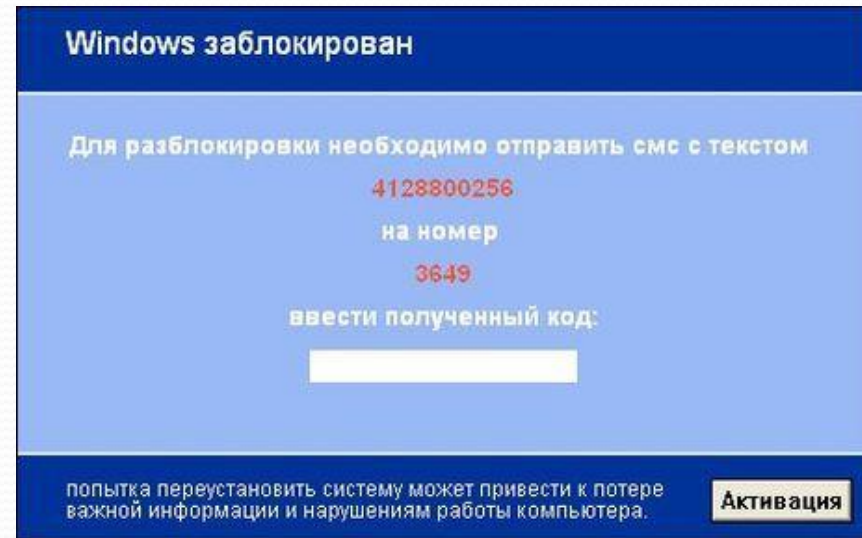 Windows заблокирован
Для разблокировки необходимо отправить смс с текстом
4128800256
на номер
3649
ввести полученный код:
попытка переустановить систему может привести к потере
важной информации и нарушениям работы компьютера.
Активация